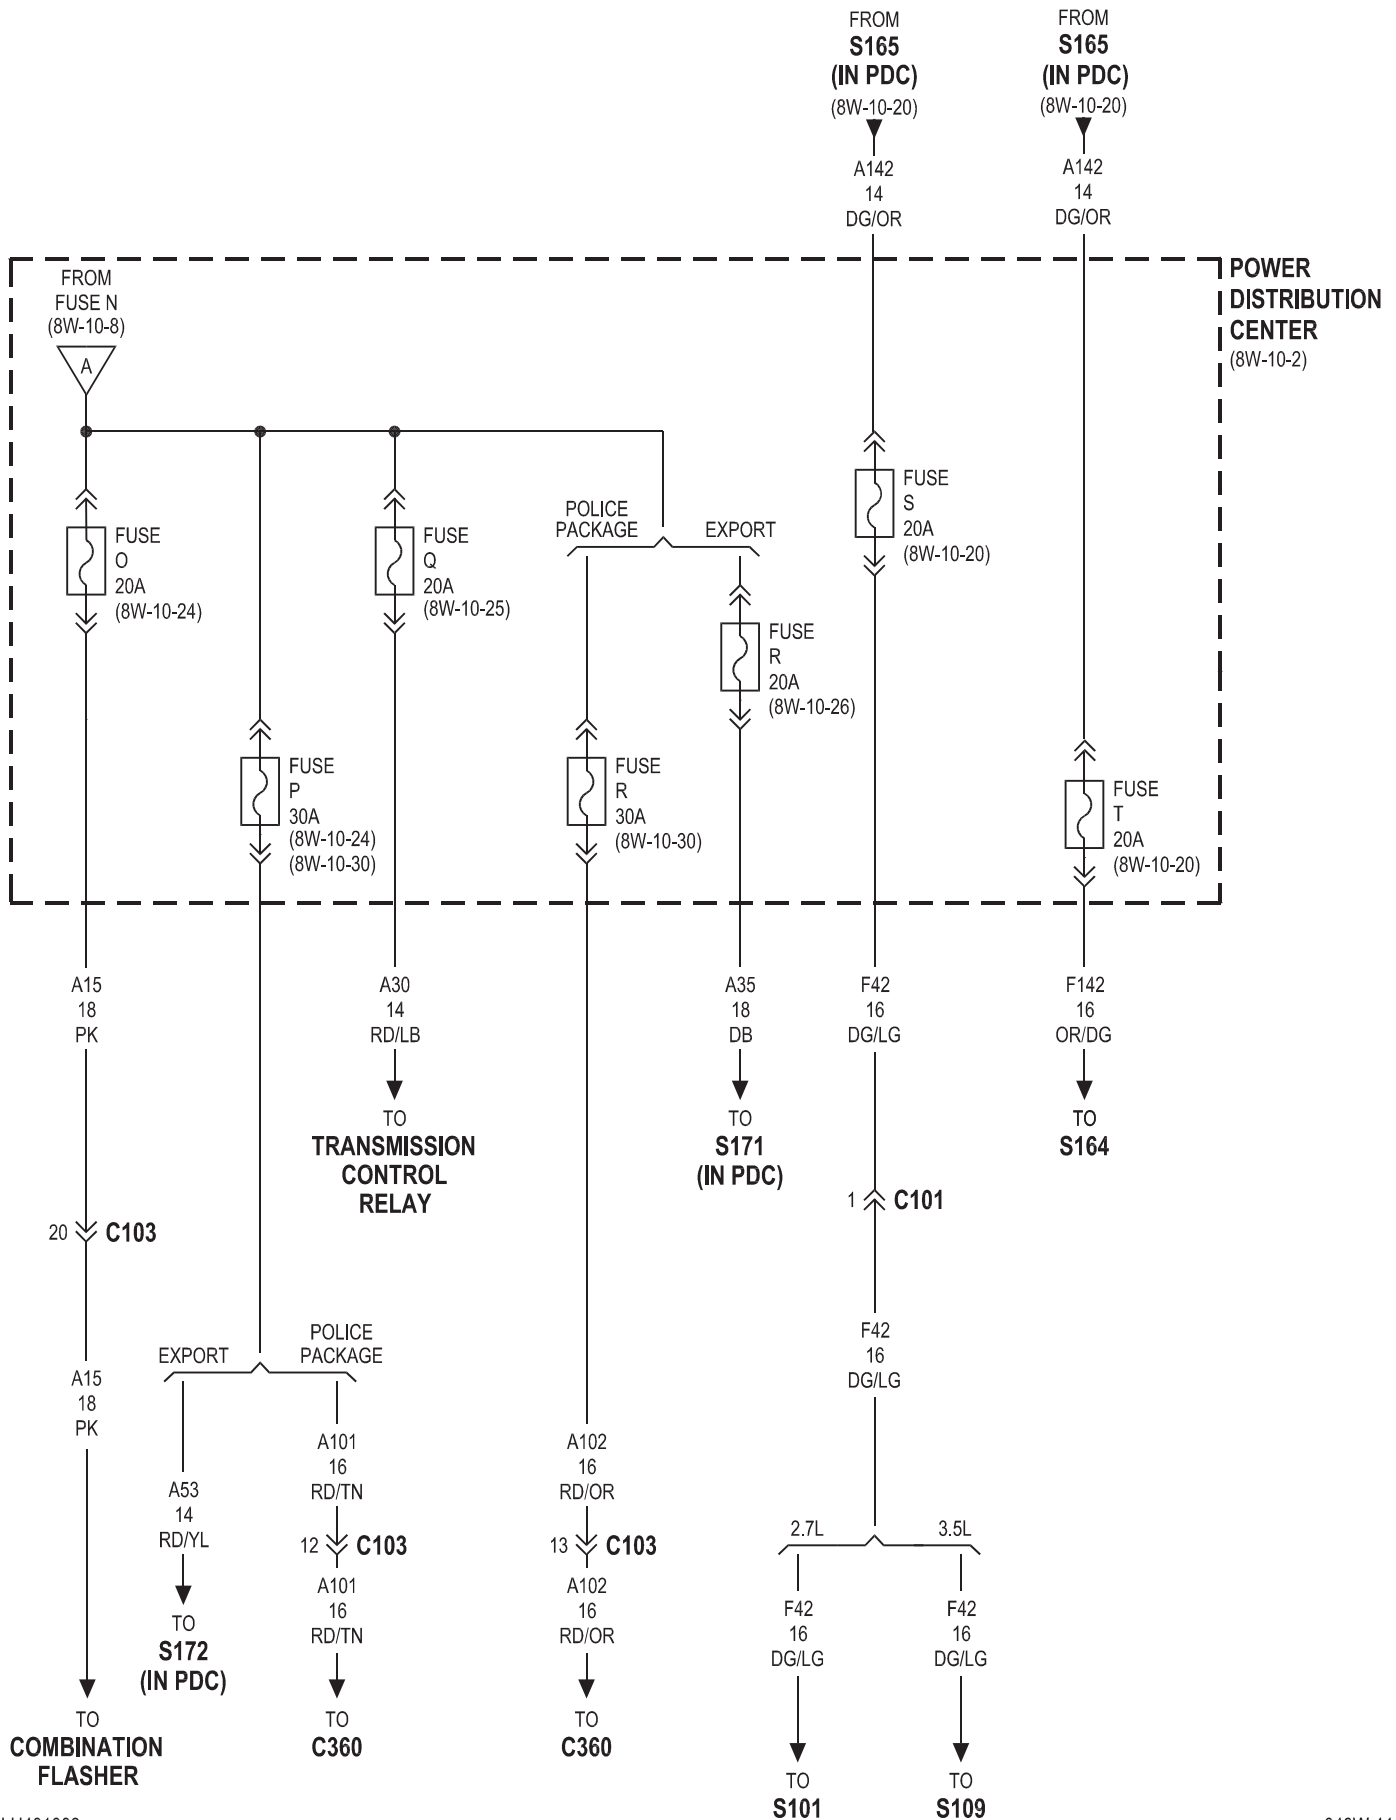 FROM
S165
(IN PDC)
(8W-10-20)
FROM
S165
(IN PDC)
(8W-10-20)
A142
14
DG/OR
A142
14
DG/OR
POWER
DISTRIBUTION
CENTER
(8W-10-2)
FROM
FUSE N
(8W-10-8)
A
FUSE
O
20A
(8W-10-24)
FUSE
Q
20A
(8W-10-25)
POLICE
PACKAGE
EXPORT
FUSE
S
20A
(8W-10-20)
FUSE
R
20A
(8W-10-26)
FUSE
P
30A
(8W-10-24)
(8W-10-30)
FUSE
R
30A
(8W-10-30)
FUSE
T
20A
(8W-10-20)
A15
18
PK
A30
14
RD/LB
A35
18
DB
F42
16
DG/LG
F142
16
OR/DG
TO
TRANSMISSION
CONTROL
RELAY
TO
S171
(IN PDC)
TO
S164
1 C101
20 C103
EXPORT
POLICE
PACKAGE
F42
16
DG/LG
A15
18
PK
A101
16
RD/TN
A102
16
RD/OR
A53
14
RD/YL
12 C103
13 C103
2.7L
3.5L
A101
16
RD/TN
A102
16
RD/OR
F42
16
DG/LG
F42
16
DG/LG
TO
S172
(IN PDC)
TO
COMBINATION
FLASHER
TO
C360
TO
C360
TO
S101
TO
S109